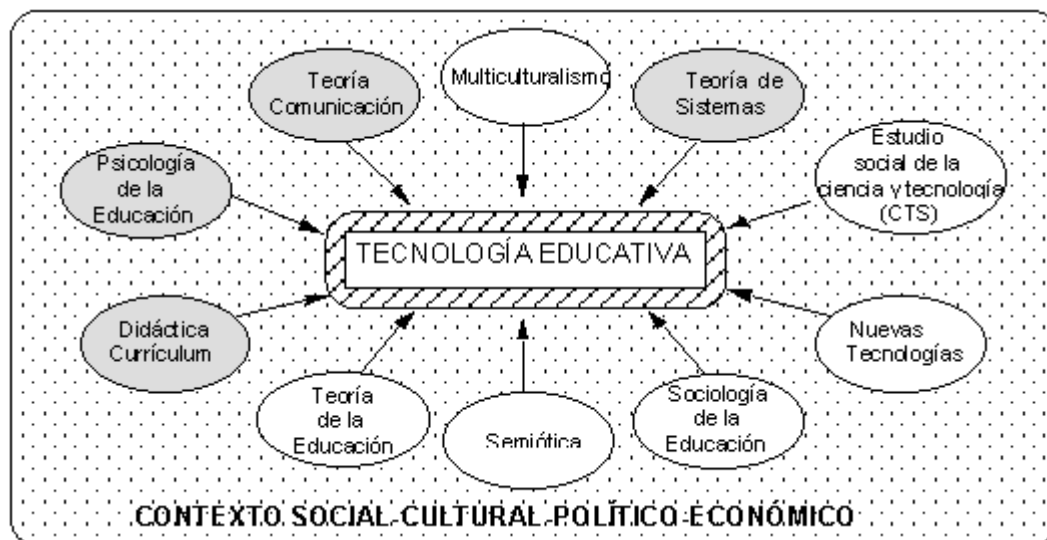 Teoría
Comunicación
Multiculturalismo
Teoría de
Sistemas
Psicología
de la
Educación
Estudio
social de la
ciencia y tecnología
(CTS)
TECNOLOGÍA EDUCATIVA
Didáctica
Currículum
Nuevas
Tecnologías
Teoría
de la
Educación
Semiótica
Sociología
de la
Educación
CONTEXTO SOCIAL-CULTURAL-POLÍTICO-ECONÓMICO